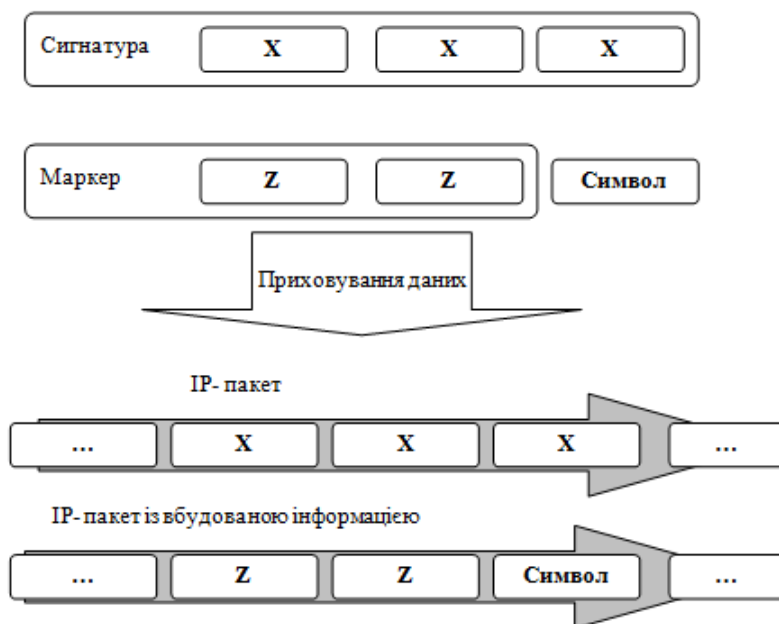 Сигнатура X X X
Маркер Z Z Символ
Приховування даних
IP- пакет
... X X X ...
IP- пакет із вбудованою інформацією
... Z Z Символ ...